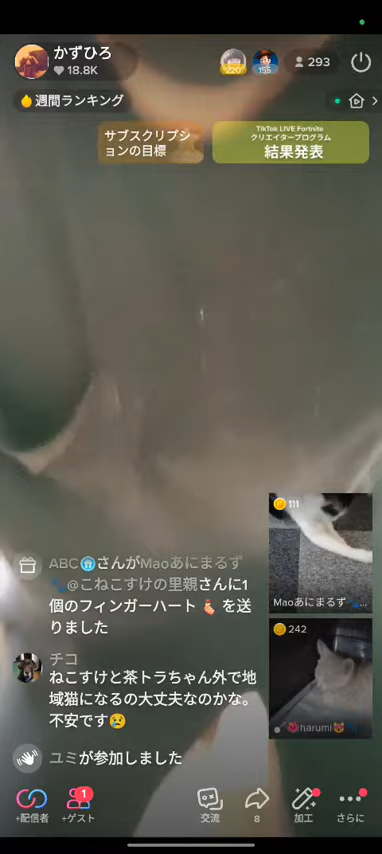 かずひろ
18.8K
220
155
293
週間ランキング
サブスクリプシ
ョンの目標
TikTok LIVE Fortnite
クリエイタープログラム
結果発表
111
Maoあにまるず🐾...
242
🌺harumi😻
ABCさんがMaoあにまるず
🐾@こねこすけの里親さんに1
個のフィンガーハート を送
りました
チコ
ねこすけと茶トラちゃん外で地
域猫になるの大丈夫なのかな。
不安です😢
ユミが参加しました
1
+配信者
+ゲスト
交流
8
加工
さらに